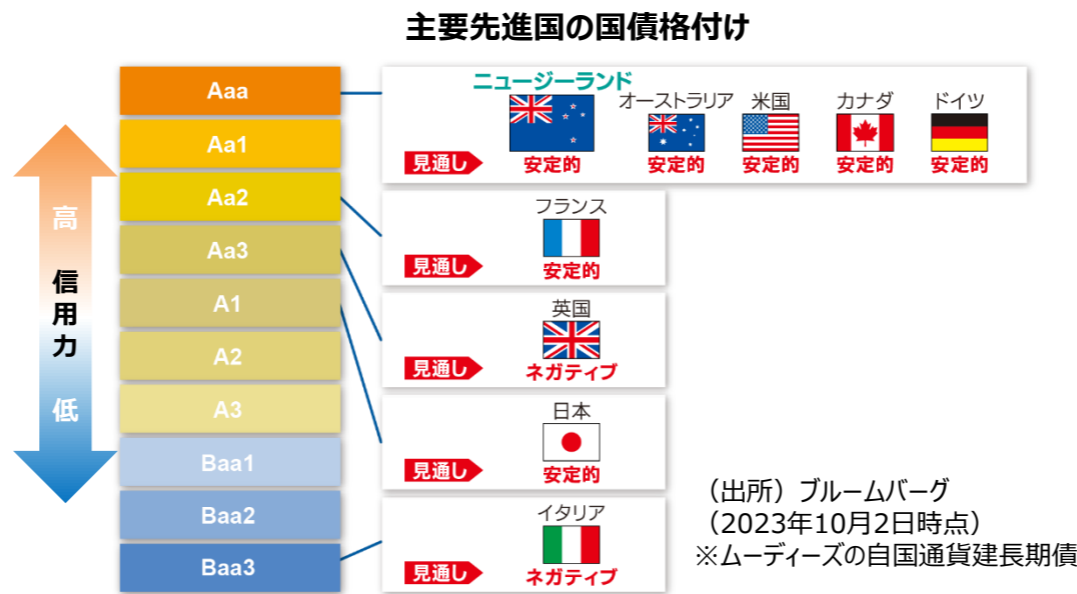 主要先進国の国債格付け
高
信用力
低
Aaa
Aa1
Aa2
Aa3
A1
A2
A3
Baa1
Baa2
Baa3
ニュージーランド
オーストラリア 米国 カナダ ドイツ
見通し 安定的 安定的 安定的 安定的 安定的
フランス
見通し 安定的
英国
見通し ネガティブ
日本
見通し 安定的
イタリア
見通し ネガティブ
（出所）ブルームバーグ
（2023年10月2日時点）
※ムーディーズの自国通貨建長期債